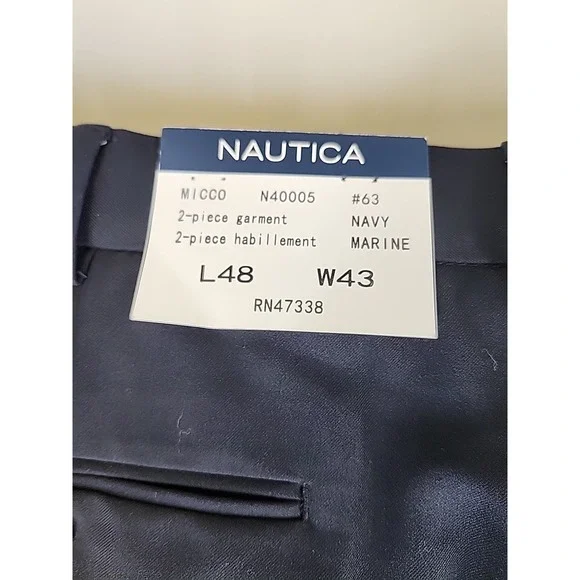 NAUTICA
MICCO N40005 #63
2-piece garment NAVY
2-piece habillement MARINE
L48 W43
RN47338